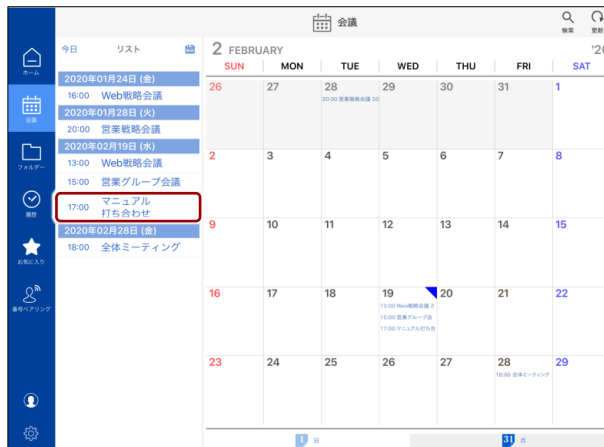 会議
検索
更新
ホーム
会議
フォルダー
履歴
お気に入り
番号ペアリング
今日 リスト
2020年01月24日 (金)
16:00 Web戦略会議
2020年01月28日 (火)
20:00 営業戦略会議
2020年02月19日 (水)
13:00 Web戦略会議
15:00 営業グループ会議
17:00 マニュアル
打ち合わせ
2020年02月28日 (金)
18:00 全体ミーティング
2 FEBRUARY '20
SUN MON TUE WED THU FRI SAT
26 27 28 29 30 31 1
20:00 営業戦略会議 20
2 3 4 5 6 7 8
9 10 11 12 13 14 15
16 17 18 19 20 21 22
13:00 Web戦略会議 2
15:00 営業グループ会
17:00 マニュアル打ち合
23 24 25 26 27 28 29
18:00 全体ミーティング
1 日
31 月